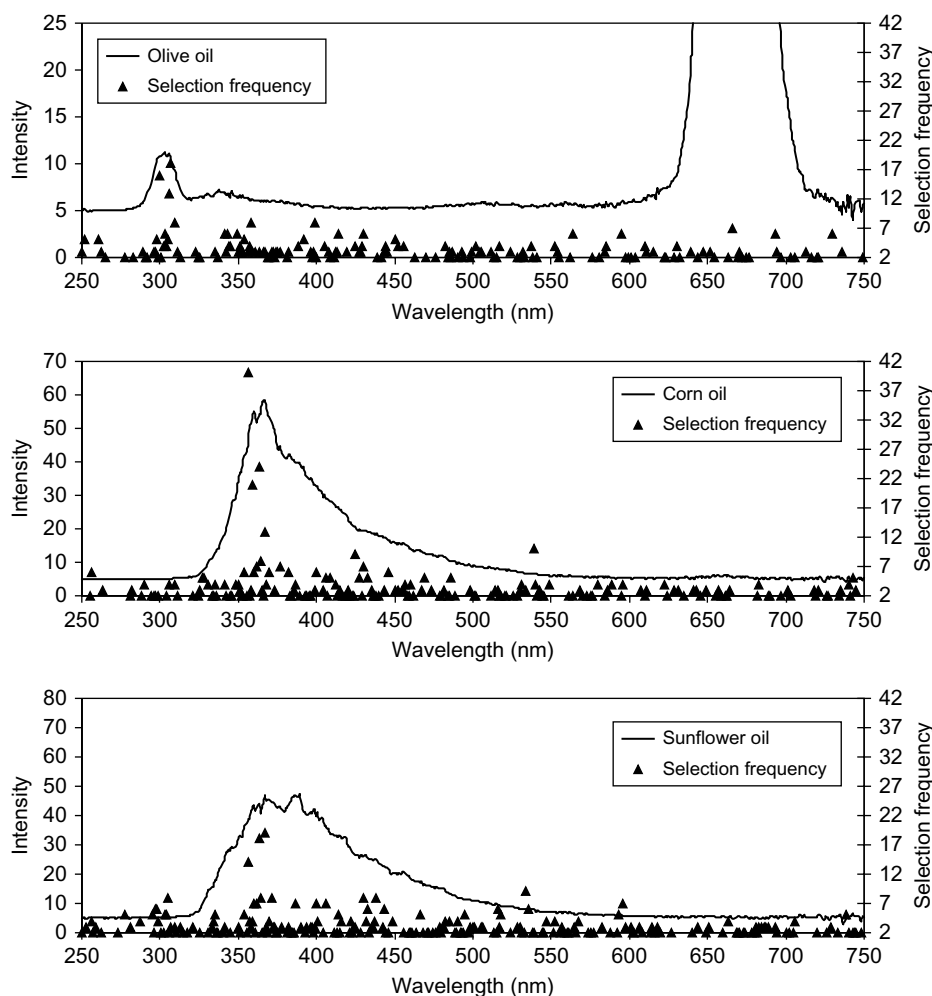 25
20
15
10
5
0
Intensity
Olive oil
Selection frequency
42
37
32
27
22
17
12
7
2
Selection frequency
250 300 350 400 450 500 550 600 650 700 750
Wavelength (nm)
70
60
50
40
30
20
10
0
Intensity
Corn oil
Selection frequency
42
37
32
27
22
17
12
7
2
Selection frequency
250 300 350 400 450 500 550 600 650 700 750
Wavelength (nm)
80
70
60
50
40
30
20
10
0
Intensity
Sunflower oil
Selection frequency
42
37
32
27
22
17
12
7
2
Selection frequency
250 300 350 400 450 500 550 600 650 700 750
Wavelength (nm)